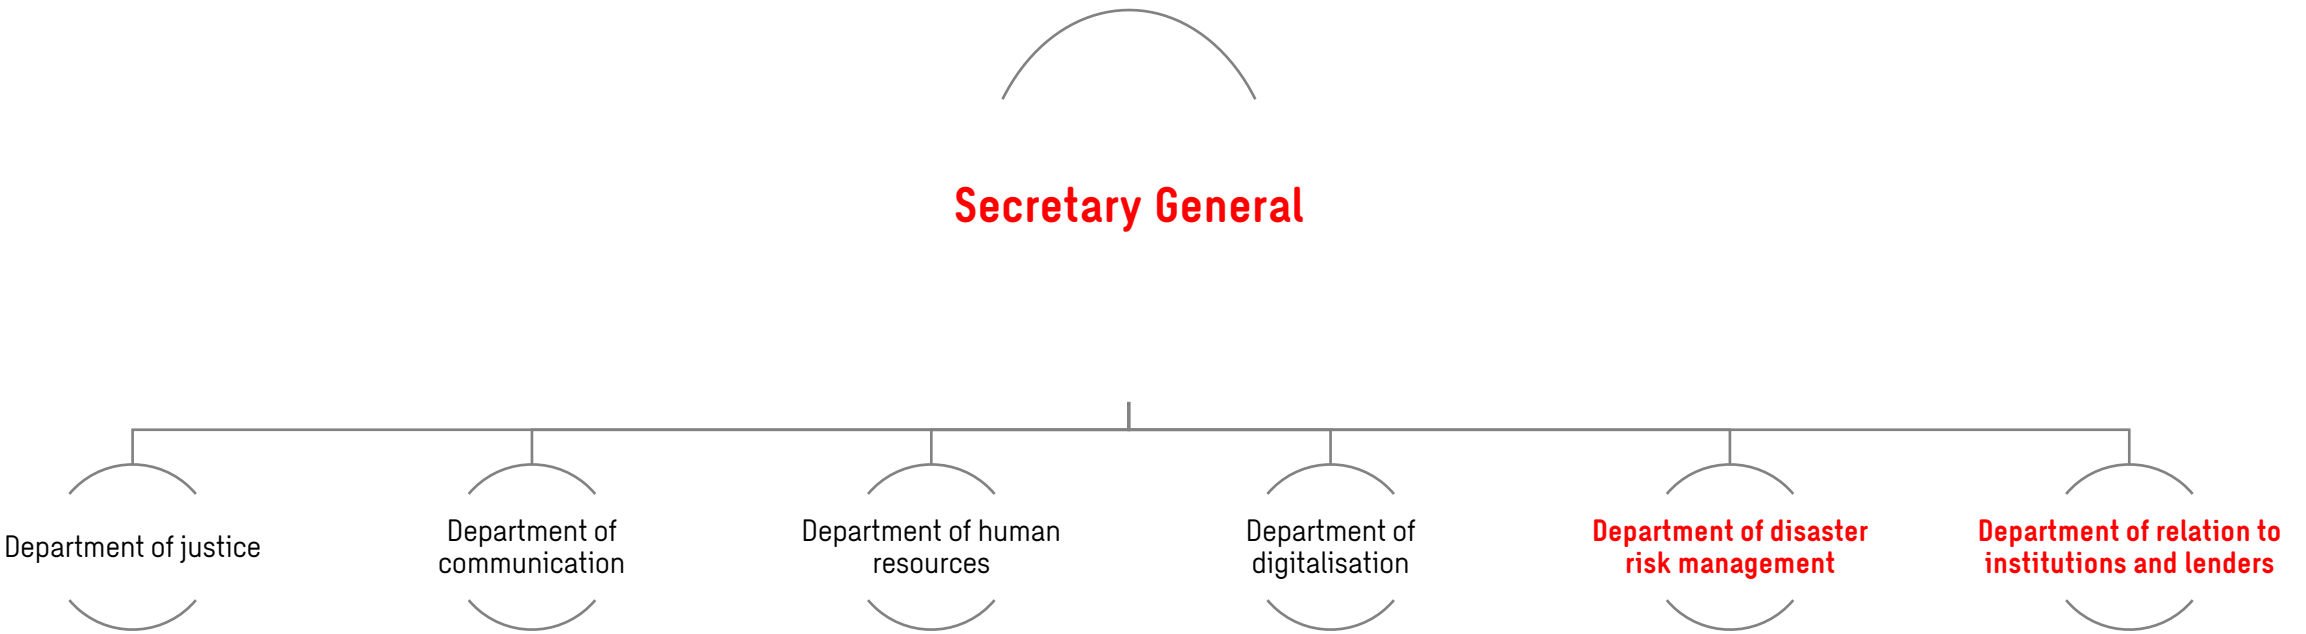 Secretary General
Department of justice
Department of
communication
Department of human
resources
Department of
digitalisation
Department of disaster
risk management
Department of relation to
institutions and lenders